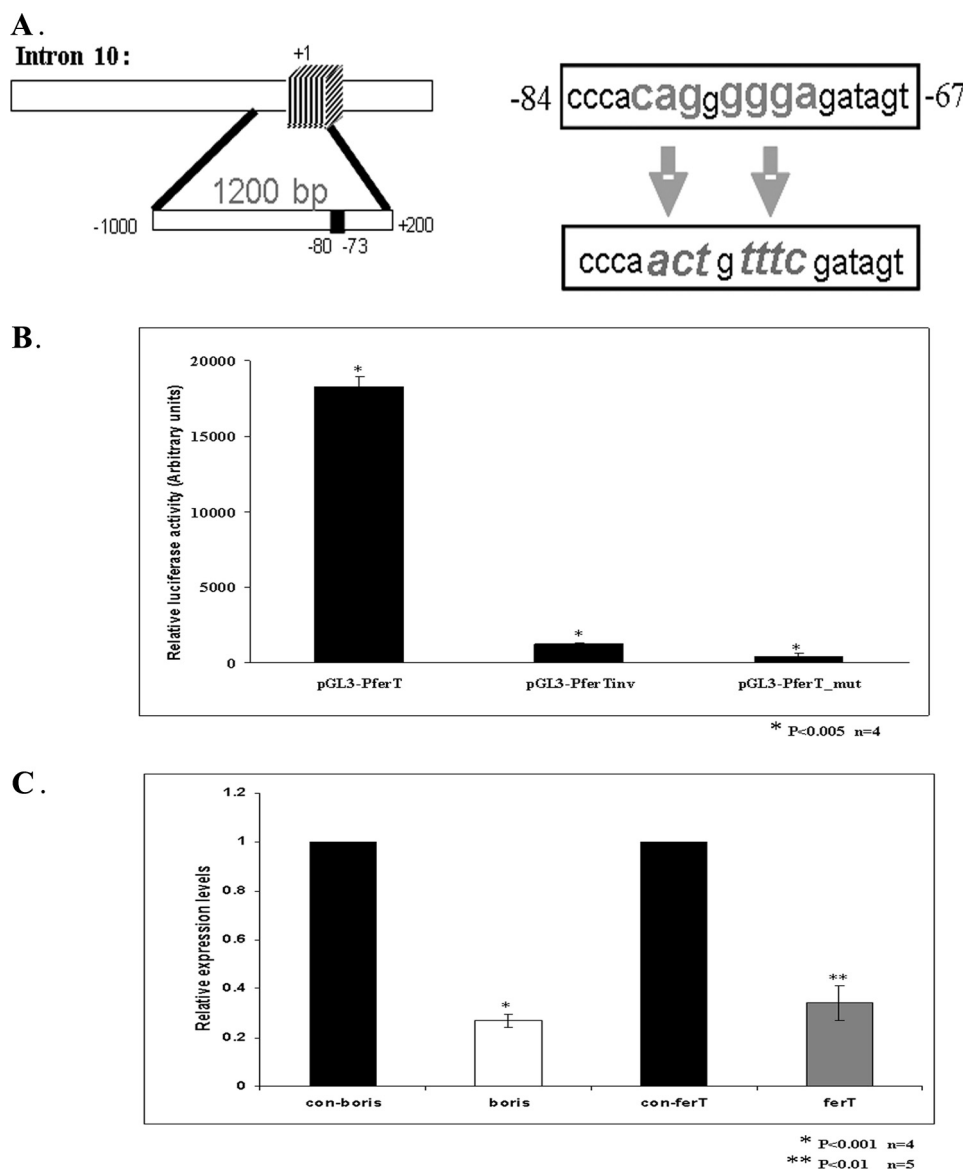 A.
Intron 10:
+1
1200 bp
-1000
+200
-80 -73
-84 cccacaggggga​gatagt -67
cccaactgtttcgatagt
B.
Relative luciferase activity (Arbitrary units)
20000
15000
10000
5000
0
*
*
*
pGL3-PferT pGL3-PferTinv pGL3-PferT_mut
* P<0.005 n=4
C.
Relative expression levels
1.2
1
0.8
0.6
0.4
0.2
0
*
**
con-boris boris con-ferT ferT
* P<0.001 n=4
** P<0.01 n=5